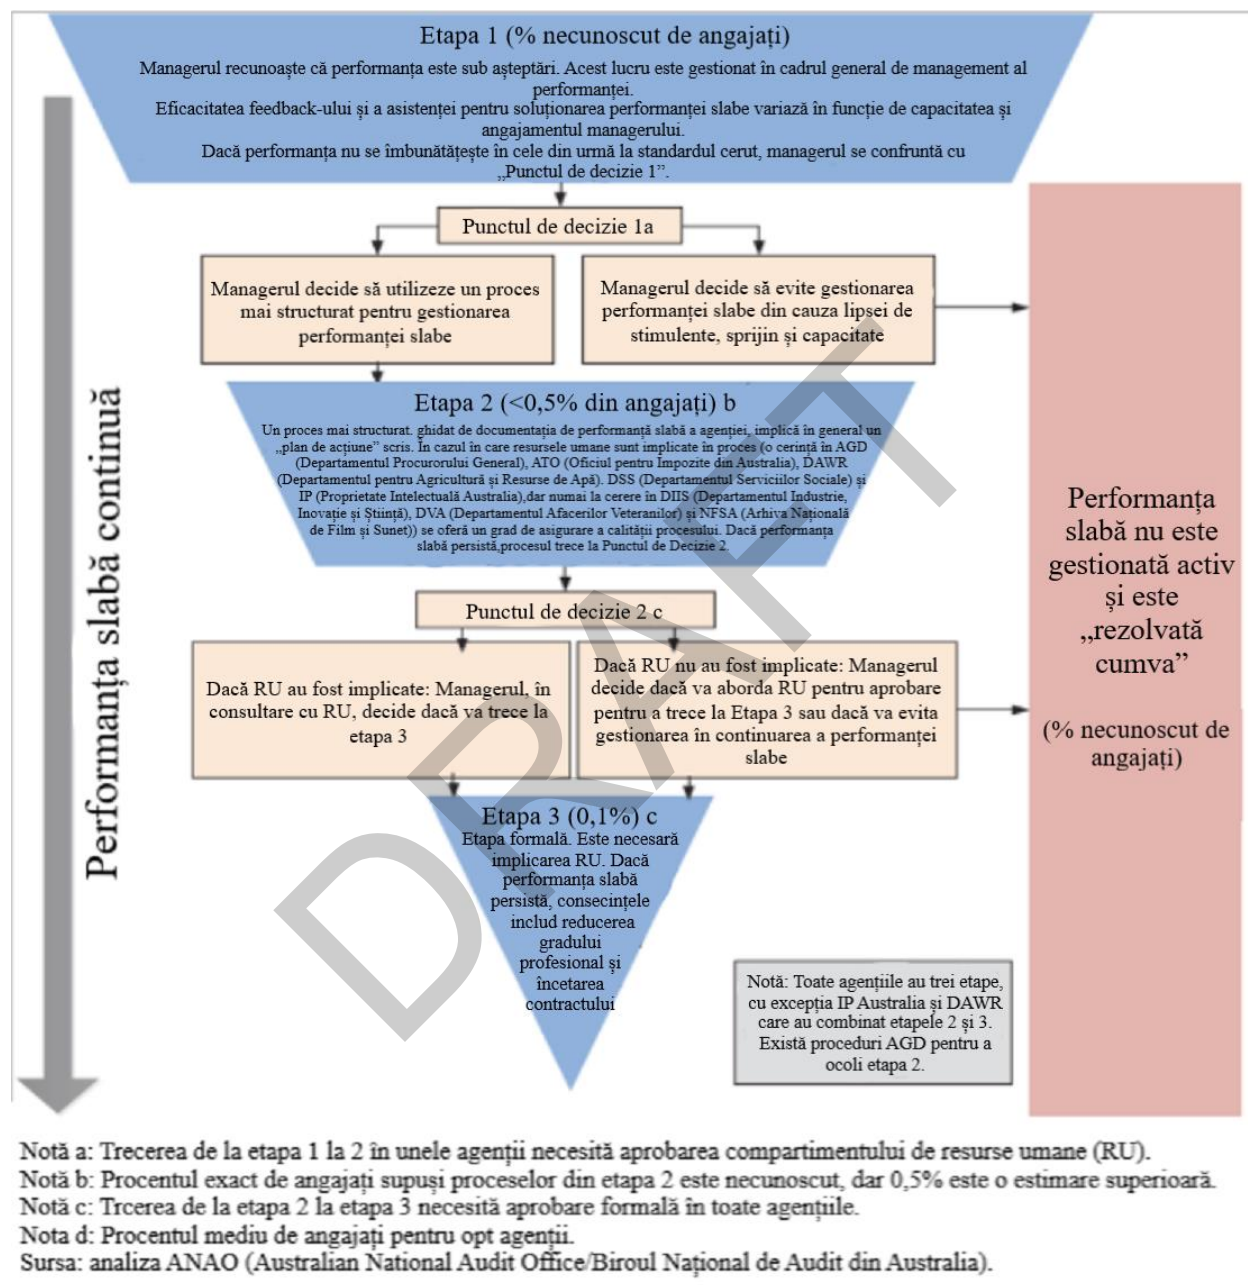 Etapa 1 (% necunoscut de angajați)
Managerul recunoaște că performanța este sub așteptări. Acest lucru este gestionat în cadrul general de management al
performanței.
Eficacitatea feedback-ului și a asistenței pentru soluționarea performanței slabe variază în funcție de capacitatea și
angajamentul managerului.
Dacă performanța nu se îmbunătățește în cele din urmă la standardul cerut, managerul se confruntă cu
„Punctul de decizie 1”.
Punctul de decizie 1a
Managerul decide să utilizeze un proces
mai structurat pentru gestionarea
performanței slabe
Managerul decide să evite gestionarea
performanței slabe din cauza lipsei de
stimulente, sprijin și capacitate
Etapa 2 (<0,5% din angajați) b
Un proces mai structurat. ghidat de documentația de performanță slabă a agenției, implică în general un
„plan de acțiune” scris. În cazul în care resursele umane sunt implicate în proces (o cerință în AGD
(Departamentul Procurorului General), ATO (Oficiul pentru Impozite din Australia), DAWR
(Departamentul pentru Agricultură și Resurse de Apă). DSS (Departamentul Serviciilor Sociale) și
IP (Proprietate Intelectuală Australia),dar numai la cerere în DIIS (Departamentul Industrie,
Inovație și Știință), DVA (Departamentul Afacerilor Veteranilor) și NFSA (Arhiva Națională
de Film și Sunet)) se oferă un grad de asigurare a calității procesului. Dacă performanța
slabă persistă,procesul trece la Punctul de Decizie 2.
Punctul de decizie 2 c
Dacă RU au fost implicate: Managerul, în
consultare cu RU, decide dacă va trece la
etapa 3
Dacă RU nu au fost implicate: Managerul
decide dacă va aborda RU pentru aprobare
pentru a trece la Etapa 3 sau dacă va evita
gestionarea în continuarea a performanței
slabe
Etapa 3 (0,1%) c
Etapa formală. Este necesară
implicarea RU. Dacă
performanța slabă
persistă, consecințele
includ reducerea
gradului
profesional și
încetarea
contractului
Performanța slabă continuă
Performanța
slabă nu este
gestionată activ
și este
„rezolvată
cumva”
(% necunoscut de
angajați)
Notă: Toate agențiile au trei etape,
cu excepția IP Australia și DAWR
care au combinat etapele 2 și 3.
Există proceduri AGD pentru a
ocoli etapa 2.
DRAFT
Notă a: Trecerea de la etapa 1 la 2 în unele agenții necesită aprobarea compartimentului de resurse umane (RU).
Notă b: Procentul exact de angajați supuși proceselor din etapa 2 este necunoscut, dar 0,5% este o estimare superioară.
Notă c: Trcerea de la etapa 2 la etapa 3 necesită aprobare formală în toate agențiile.
Nota d: Procentul mediu de angajați pentru opt agenții.
Sursa: analiza ANAO (Australian National Audit Office/Biroul Național de Audit din Australia).